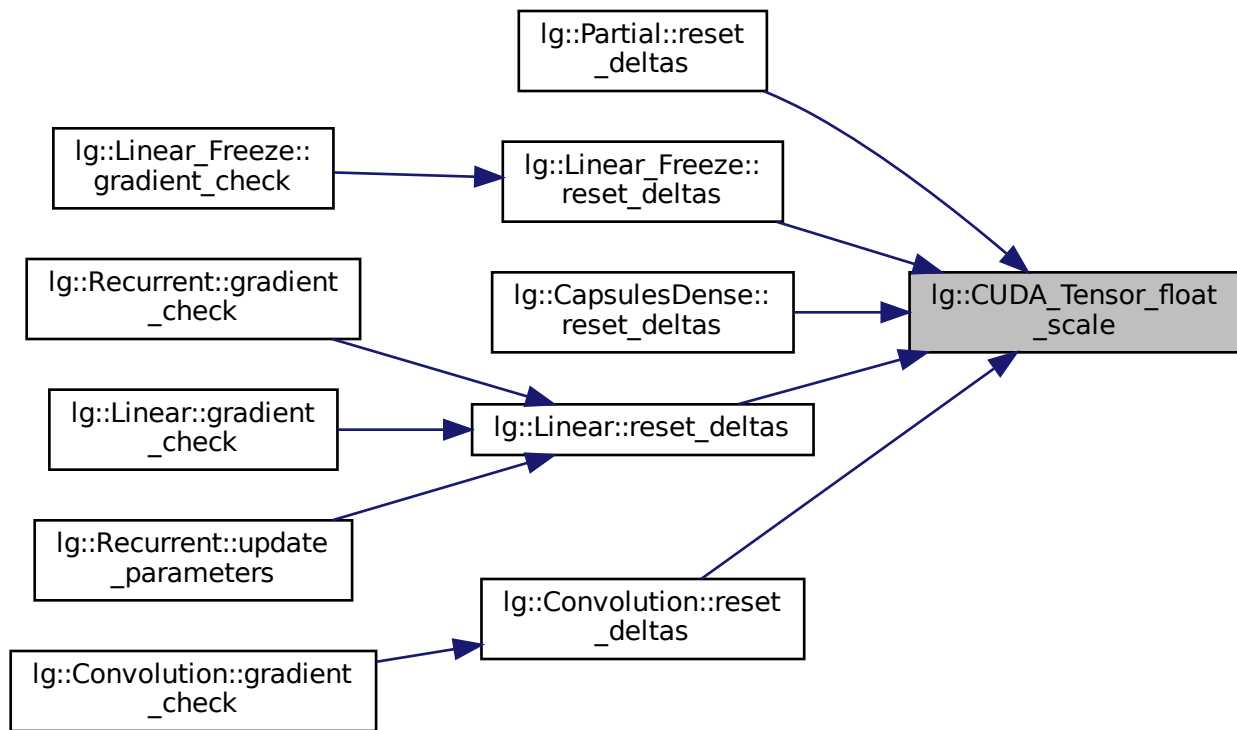 lg::Partial::reset
_deltas
lg::Linear_Freeze::
gradient_check
lg::Linear_Freeze::
reset_deltas
lg::Recurrent::gradient
_check
lg::CapsulesDense::
reset_deltas
lg::CUDA_Tensor_float
_scale
lg::Linear::gradient
_check
lg::Linear::reset_deltas
lg::Recurrent::update
_parameters
lg::Convolution::reset
_deltas
lg::Convolution::gradient
_check